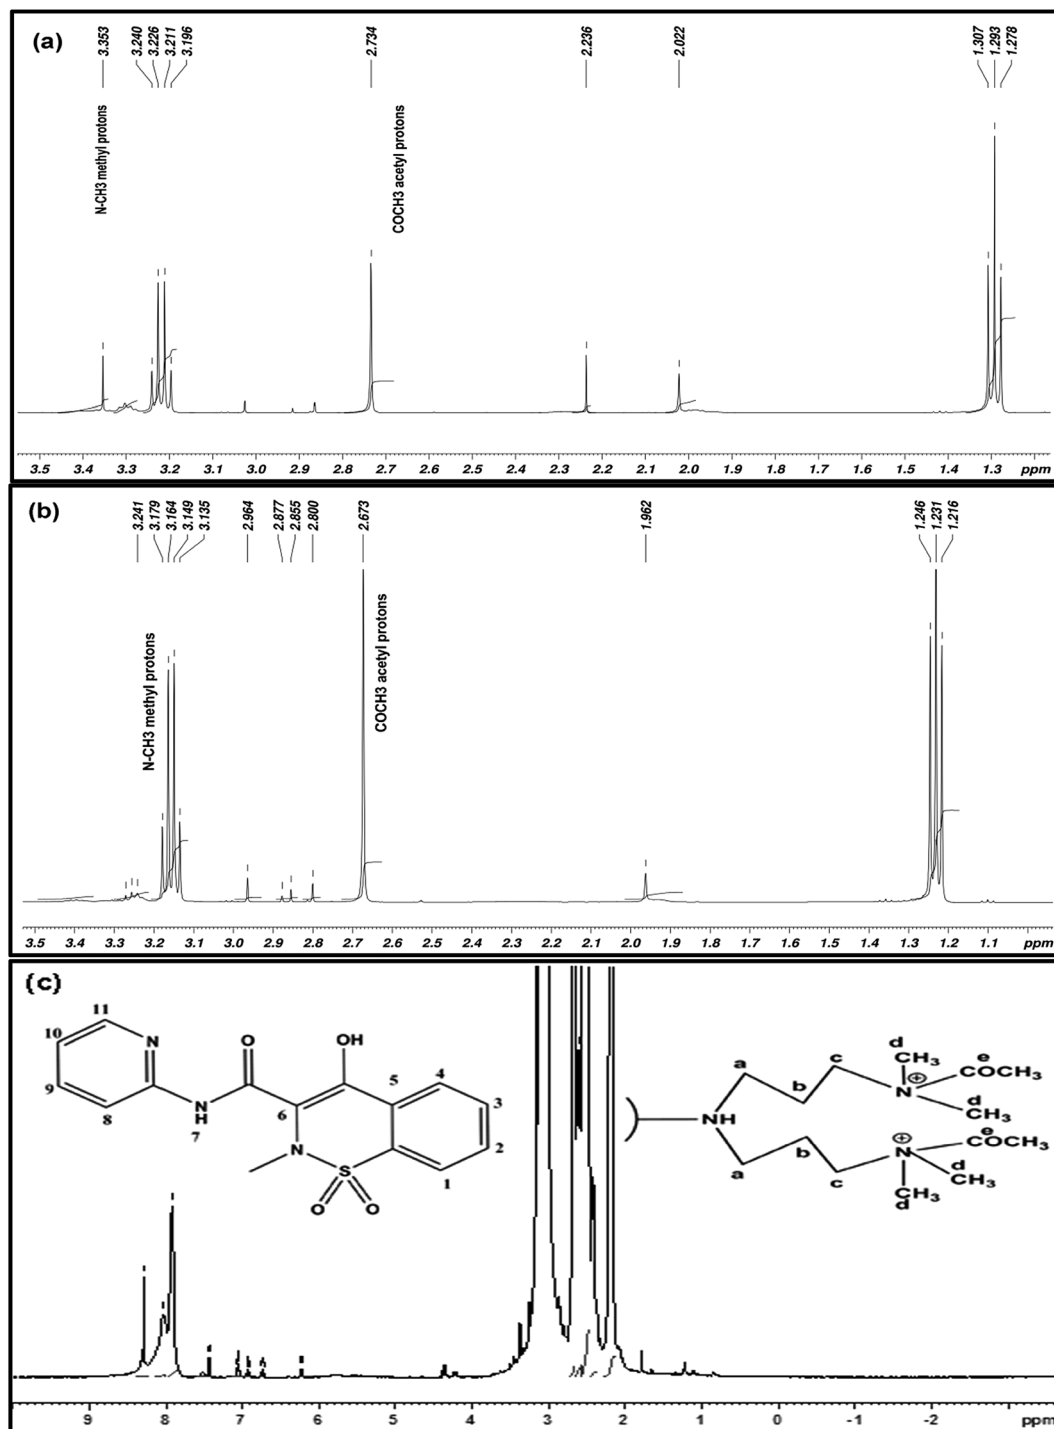 (a)
3.353
3.240
3.226
3.211
3.196
2.734
2.236
2.022
1.307
1.293
1.278
N-CH3 methyl protons
COCH3 acetyl protons
3.5 3.4 3.3 3.2 3.1 3.0 2.9 2.8 2.7 2.6 2.5 2.4 2.3 2.2 2.1 2.0 1.9 1.8 1.7 1.6 1.5 1.4 1.3 ppm
(b)
3.241
3.179
3.164
3.149
3.135
2.964
2.877
2.855
2.800
2.673
1.962
1.246
1.231
1.216
N-CH3 methyl protons
COCH3 acetyl protons
3.5 3.4 3.3 3.2 3.1 3.0 2.9 2.8 2.7 2.6 2.5 2.4 2.3 2.2 2.1 2.0 1.9 1.8 1.7 1.6 1.5 1.4 1.3 1.2 1.1 ppm
(c)
11
10
N
9
8
O
OH
N
H
7
6
5
4
3
2
1
N
S
O
O
NH
a
b
c
d
CH3
e
COCH3
N
⊕
d
CH3
e
COCH3
⊕
N
a
b
c
d
CH3
CH3
d
9 8 7 6 5 4 3 2 1 0 -1 -2 ppm